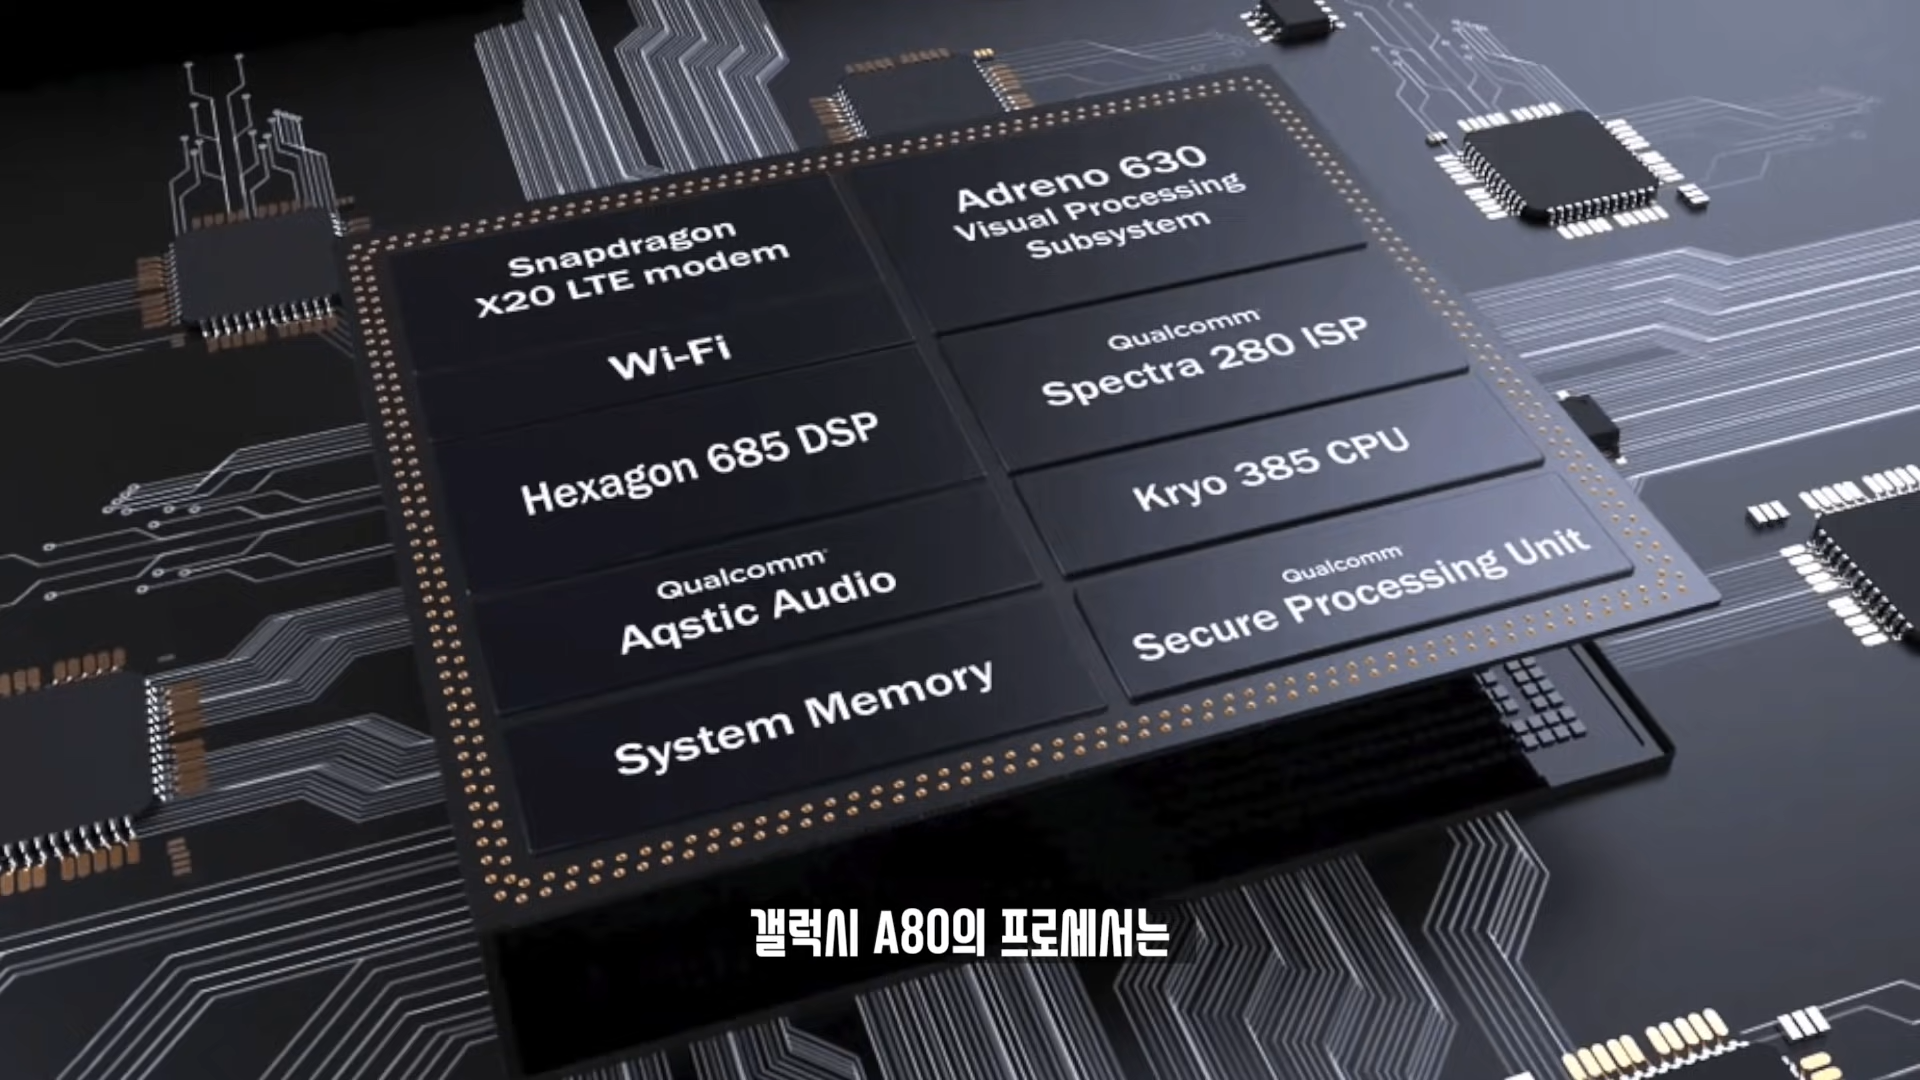 Snapdragon
X20 LTE modem
Wi-Fi
Hexagon 685 DSP
Qualcomm
Aqstic Audio
System Memory
Adreno 630
Visual Processing
Subsystem
Qualcomm
Spectra 280 ISP
Kryo 385 CPU
Qualcomm
Secure Processing Unit
갤럭시 A80의 프로세서는